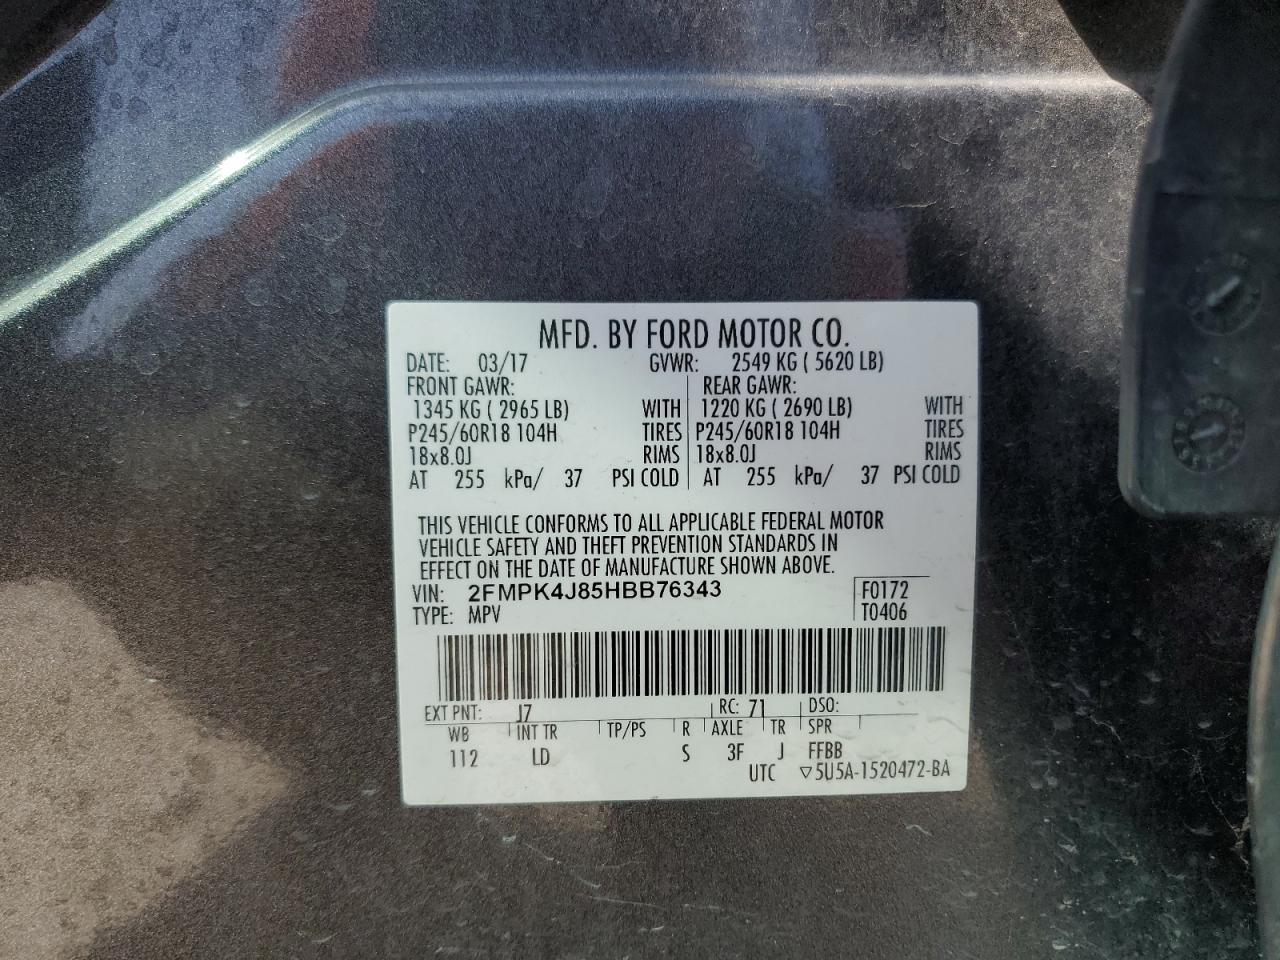 MFD. BY FORD MOTOR CO.
DATE: 03/17 GVWR: 2549 KG ( 5620 LB)
FRONT GAWR: REAR GAWR:
1345 KG ( 2965 LB) WITH 1220 KG ( 2690 LB) WITH
P245/60R18 104H TIRES P245/60R18 104H TIRES
18x8.0J RIMS 18x8.0J RIMS
AT 255 kPa/ 37 PSI COLD AT 255 kPa/ 37 PSI COLD
THIS VEHICLE CONFORMS TO ALL APPLICABLE FEDERAL MOTOR
VEHICLE SAFETY AND THEFT PREVENTION STANDARDS IN
EFFECT ON THE DATE OF MANUFACTURE SHOWN ABOVE.
VIN: 2FMPK4J85HBB76343 F0172
TYPE: MPV T0406
EXT PNT: J7 RC: 71 DSO:
WB INT TR TP/PS R AXLE TR SPR
112 LD S 3F J FFBB
UTC ▽5U5A-1520472-BA